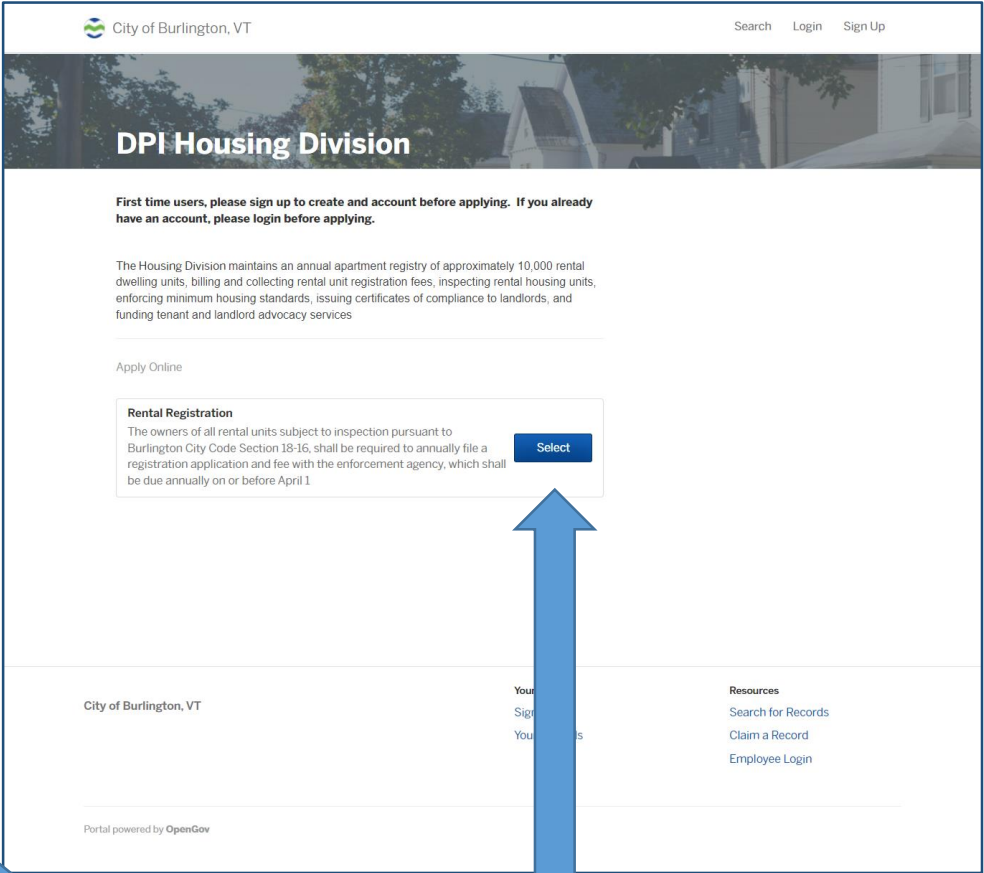 City of Burlington, VT
Search Login Sign Up
DPI Housing Division
First time users, please sign up to create and account before applying. If you already
have an account, please login before applying.
The Housing Division maintains an annual apartment registry of approximately 10,000 rental
dwelling units, billing and collecting rental unit registration fees, inspecting rental housing units,
enforcing minimum housing standards, issuing certificates of compliance to landlords, and
funding tenant and landlord advocacy services
Apply Online
Rental Registration
The owners of all rental units subject to inspection pursuant to
Burlington City Code Section 18-16, shall be required to annually file a
registration application and fee with the enforcement agency, which shall
be due annually on or before April 1
Select
City of Burlington, VT
Resources
Search for Records
Claim a Record
Employee Login
Portal powered by OpenGov